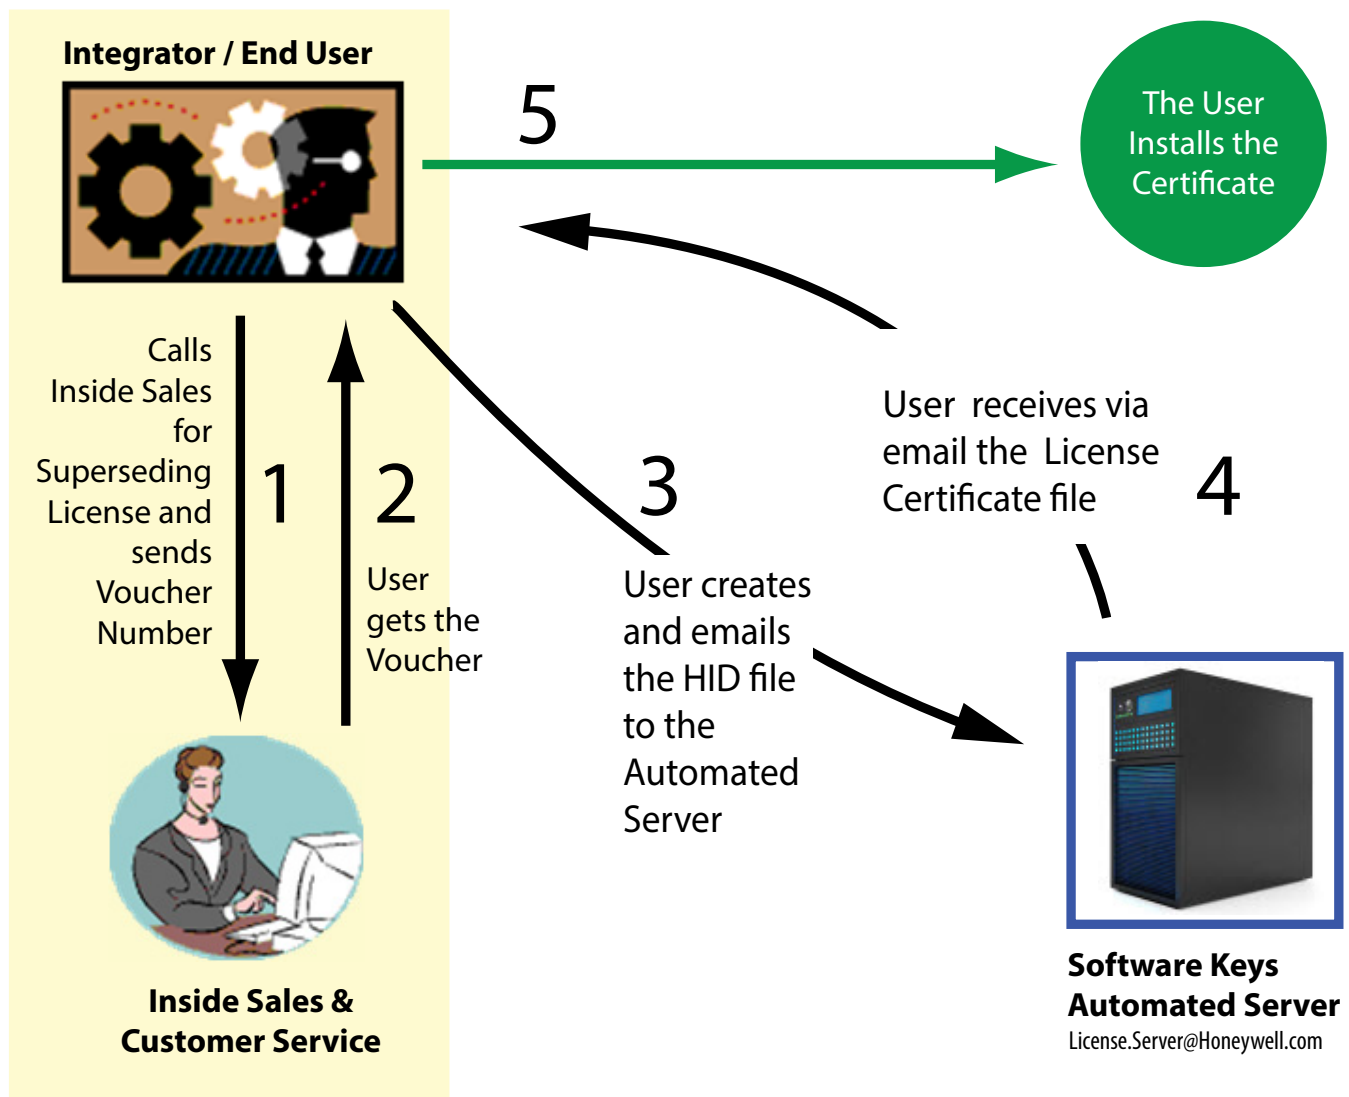 Integrator / End User
5
The User
Installs the
Certificate
Calls
Inside Sales
for
Superseding
License and
sends
Voucher
Number
1
2
User
gets the
Voucher
3
User creates
and emails
the HID file
to the
Automated
Server
User receives via
email the License
Certificate file
4
Inside Sales &
Customer Service
Software Keys
Automated Server
License.Server@Honeywell.com